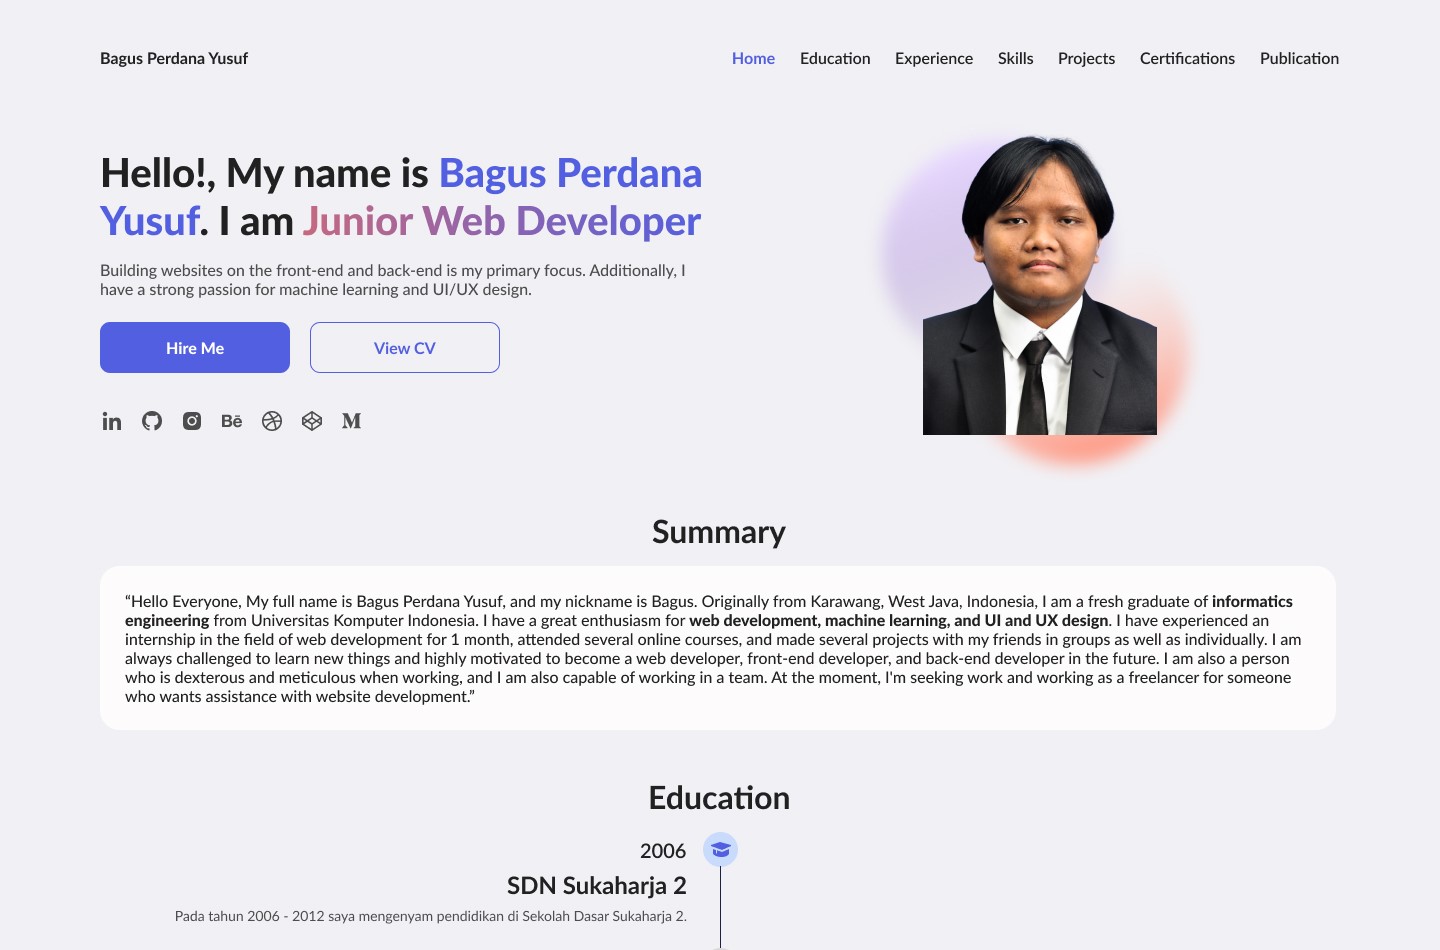 Bagus Perdana Yusuf
Home Education Experience Skills Projects Certifications Publication
Hello!, My name is Bagus Perdana
Yusuf. I am Junior Web Developer
Building websites on the front-end and back-end is my primary focus. Additionally, I
have a strong passion for machine learning and UI/UX design.
Hire Me View CV
in Bē M
Summary
“Hello Everyone, My full name is Bagus Perdana Yusuf, and my nickname is Bagus. Originally from Karawang, West Java, Indonesia, I am a fresh graduate of informatics
engineering from Universitas Komputer Indonesia. I have a great enthusiasm for web development, machine learning, and UI and UX design. I have experienced an
internship in the field of web development for 1 month, attended several online courses, and made several projects with my friends in groups as well as individually. I am
always challenged to learn new things and highly motivated to become a web developer, front-end developer, and back-end developer in the future. I am also a person
who is dexterous and meticulous when working, and I am also capable of working in a team. At the moment, I'm seeking work and working as a freelancer for someone
who wants assistance with website development.”
Education
2006
SDN Sukaharja 2
Pada tahun 2006 - 2012 saya mengenyam pendidikan di Sekolah Dasar Sukaharja 2.